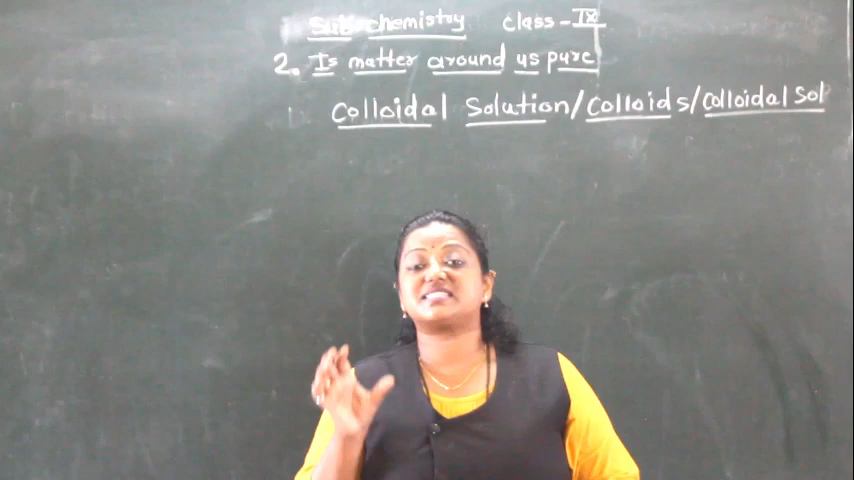 Sub-chemistry class-IX
2. Is matter around us pure
Colloidal Solution/Colloids/Colloidal Sol